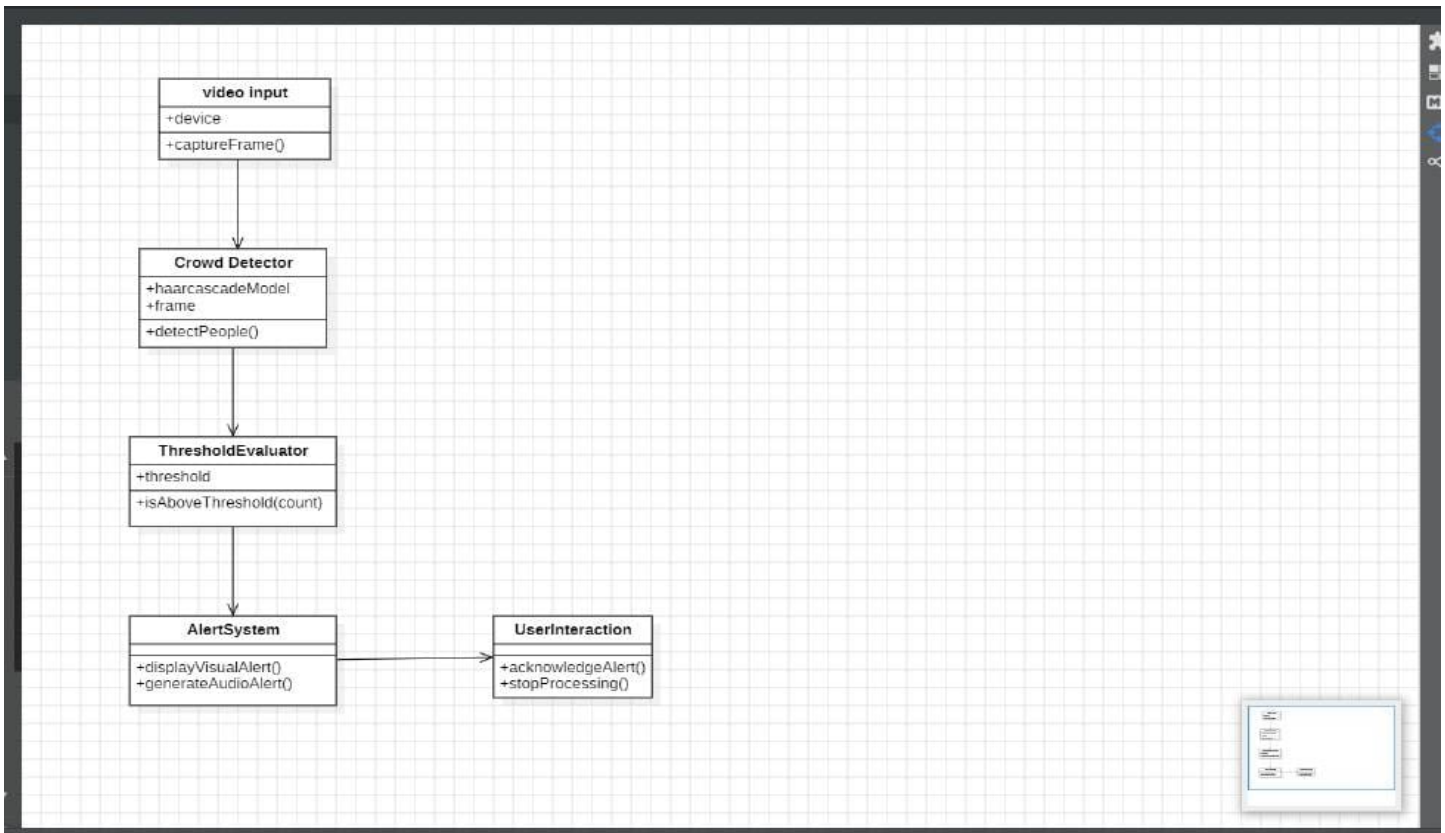 video input
+device
+captureFrame()
Crowd Detector
+haarcascadeModel
+frame
+detectPeople()
ThresholdEvaluator
+threshold
+isAboveThreshold(count)
AlertSystem
+displayVisualAlert()
+generateAudioAlert()
UserInteraction
+acknowledgeAlert()
+stopProcessing()